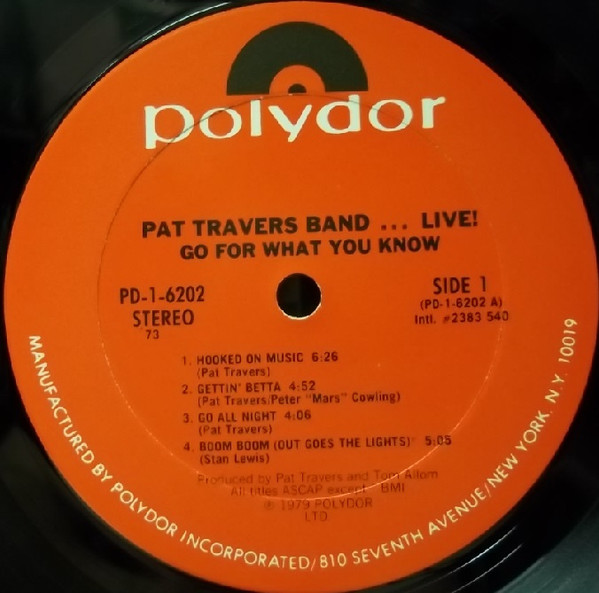 polydor
PAT TRAVERS BAND ... LIVE!
GO FOR WHAT YOU KNOW
PD-1-6202
STEREO
73
SIDE 1
(PD-1-6202 A)
Intl. #2383 540
1. HOOKED ON MUSIC 6:26
(Pat Travers)
2. GETTIN' BETTA 4:52
(Pat Travers/Peter "Mars" Cowling)
3. GO ALL NIGHT 4:06
(Pat Travers)
4. BOOM BOOM (OUT GOES THE LIGHTS)* 5:05
(Stan Lewis)
Produced by Pat Travers and Tom Allom
All titles ASCAP except BMI
℗ 1979 POLYDOR
LTD
MANUFACTURED BY POLYDOR INCORPORATED/810 SEVENTH AVENUE/NEW YORK, N.Y. 10019